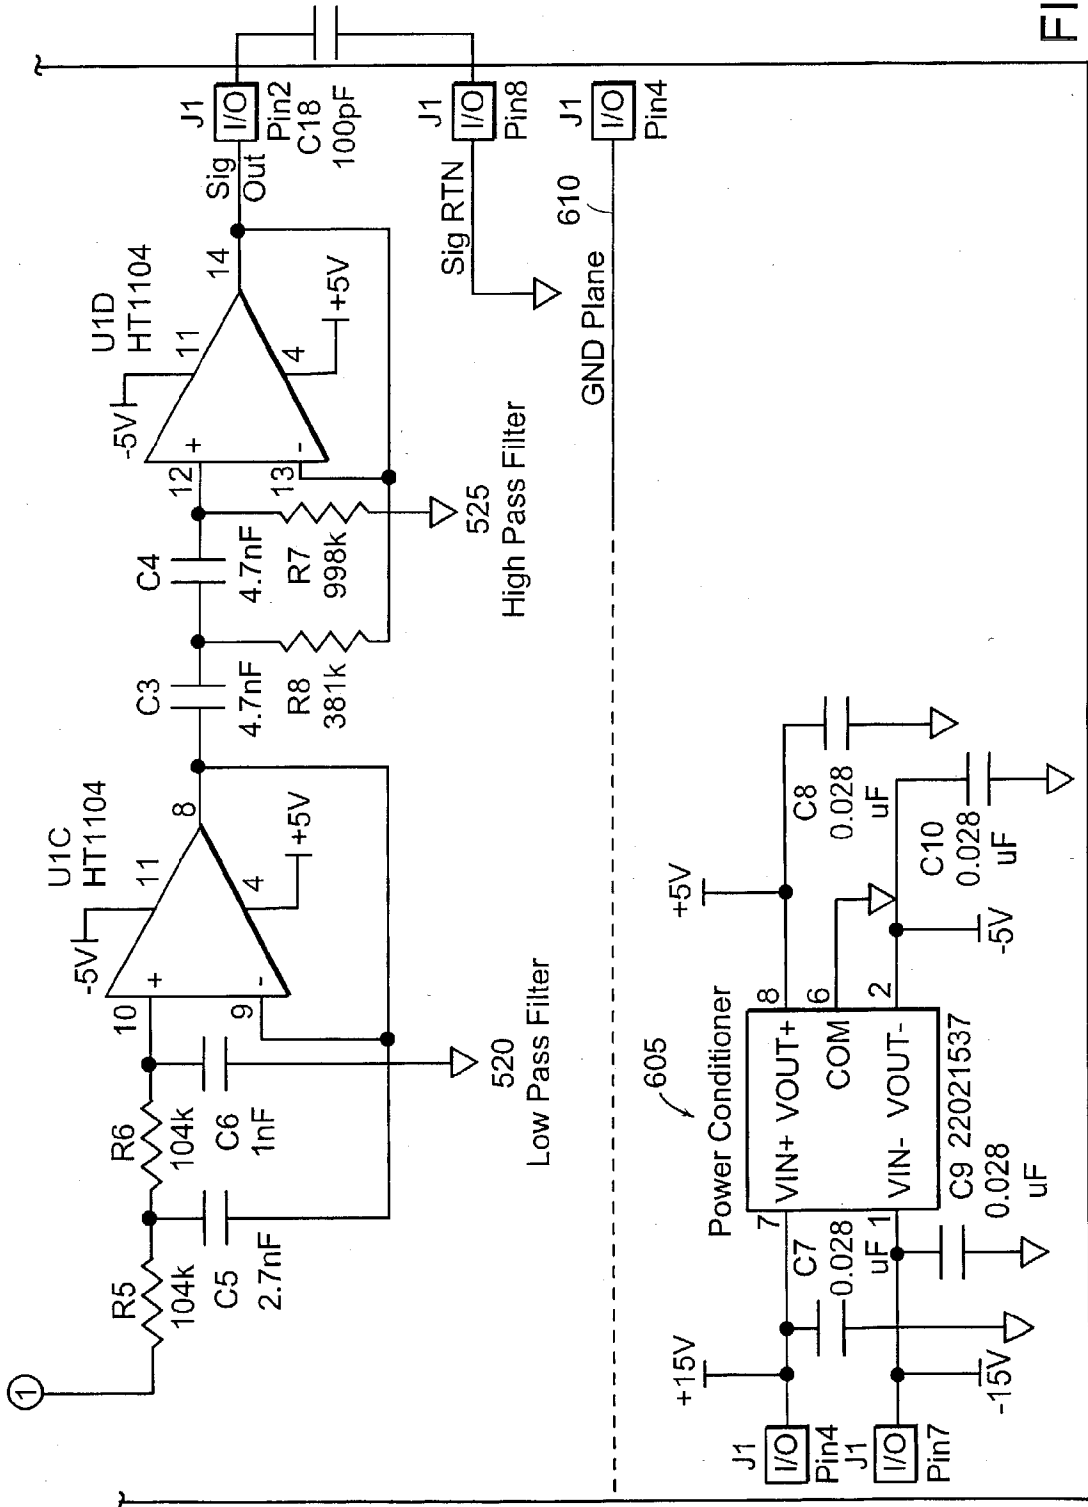 1
R5
104k
R6
104k
C5
2.7nF
C6
1nF
10
9
+
-
-5V
11
U1C
HT1104
4
+5V
8
520
Low Pass Filter
C3
4.7nF
C4
4.7nF
R8
381k
R7
998k
12
13
+
-
-5V
11
U1D
HT1104
4
+5V
14
525
High Pass Filter
Sig
Out
J1
I/O
Pin2
C18
100pF
Sig RTN
J1
I/O
Pin8
GND Plane
610
J1
I/O
Pin4
J1
I/O
Pin4
+15V
J1
I/O
Pin7
-15V
C7
0.028
uF
7
1
C9
0.028
uF
Power Conditioner
605
VIN+ VOUT+
COM
VIN- VOUT-
22021537
8
6
2
+5V
-5V
C8
0.028
uF
C10
0.028
uF